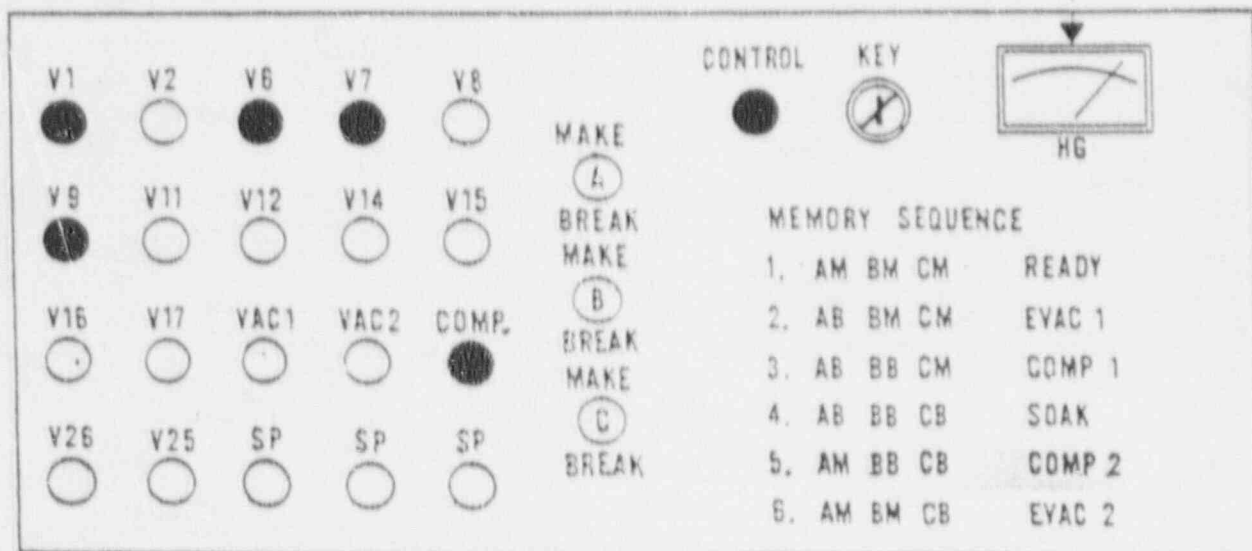 V1 V2 V6 V7 V8
V9 V11 V12 V14 V15
V16 V17 VAC1 VAC2 COMP.
V26 V25 SP SP SP
MAKE
A
BREAK
MAKE
B
BREAK
MAKE
C
BREAK
CONTROL KEY
HG
MEMORY SEQUENCE
1. AM BM CM READY
2. AB BM CM EVAC 1
3. AB BB CM COMP 1
4. AB BB CB SOAK
5. AM BB CB COMP 2
6. AM BM CB EVAC 2